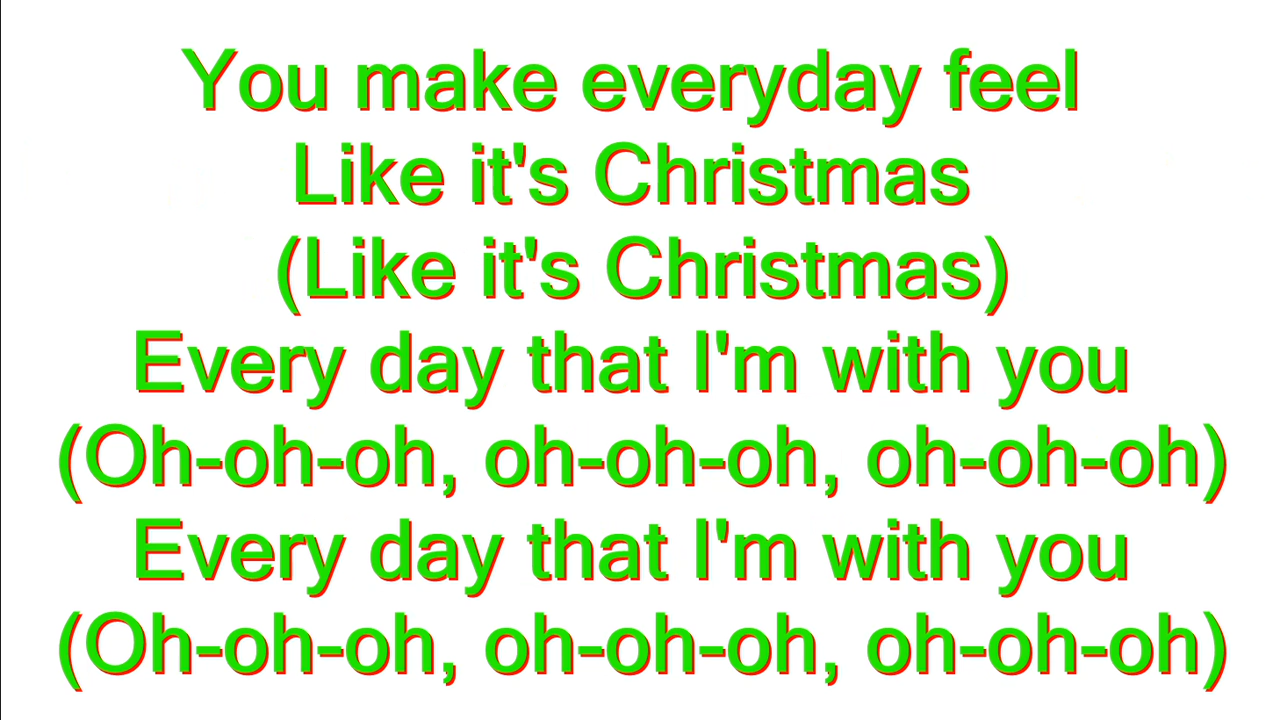 You make everyday feel
Like it's Christmas
(Like it's Christmas)
Every day that I'm with you
(Oh-oh-oh, oh-oh-oh, oh-oh-oh)
Every day that I'm with you
(Oh-oh-oh, oh-oh-oh, oh-oh-oh)